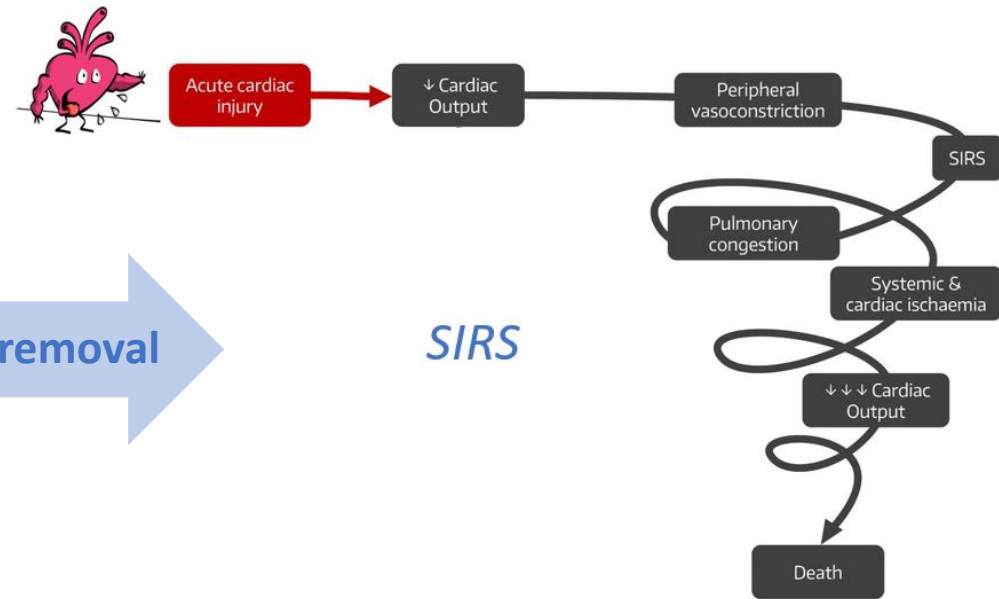 Acute cardiac
injury
↓ Cardiac
Output
Peripheral
vasoconstriction
SIRS
Pulmonary
congestion
Systemic &
cardiac ischaemia
removal
SIRS
↓ ↓ ↓ Cardiac
Output
Death